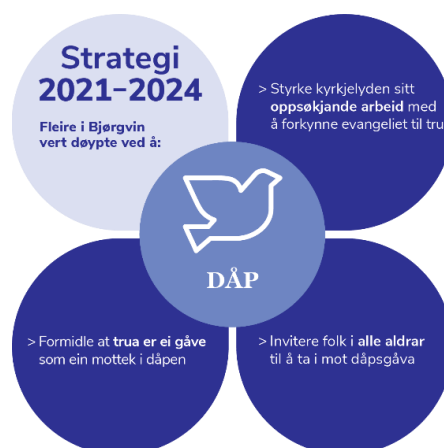 Strategi
2021–2024
Fleire i Bjørgvin
vert døypte ved å:
> Styrke kyrkjelyden sitt
oppsøkjande arbeid med
å forkynne evangeliet til tru
DÅP
> Formidle at trua er ei gåve
som ein mottek i dåpen
> Invitere folk i alle aldrar
til å ta i mot dåpsgåva